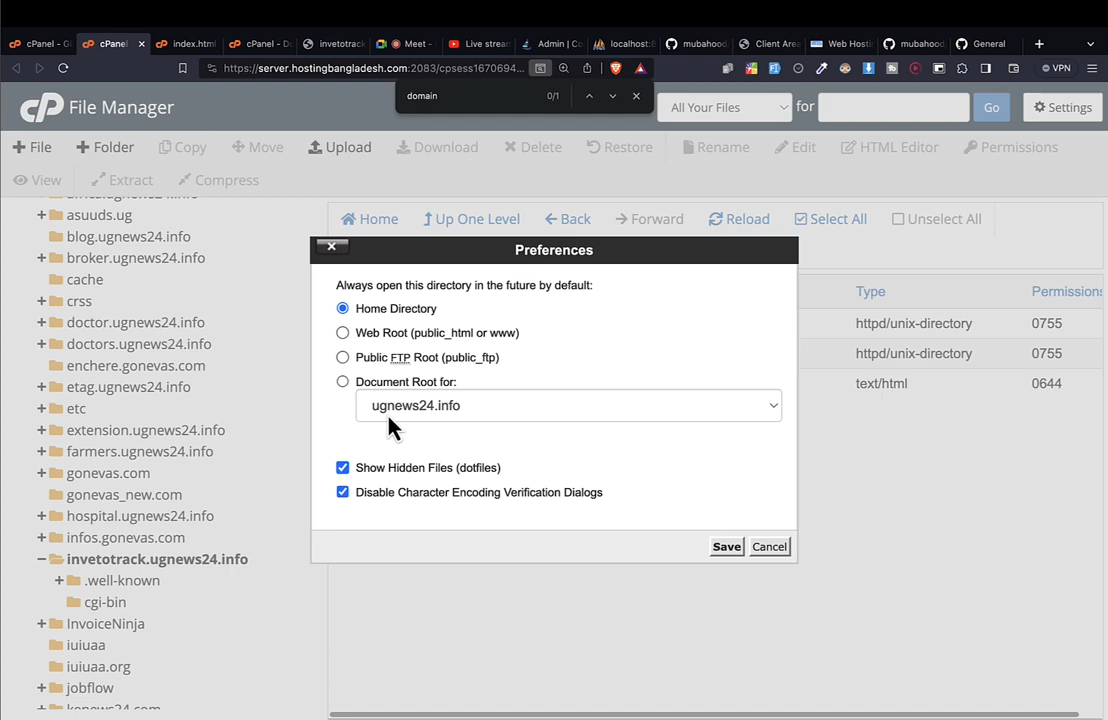 cPanel - G
cPanel
index.html
cPanel - D
invetotrack
Meet -
Live stream
Admin | Co
localhost:8
mubahood
Client Area
Web Hosti
mubahood
General
https://server.hostingbangladesh.com:2083/cpsess1670694...
VPN
domain
0/1
cP File Manager
All Your Files
for
Go
Settings
File
Folder
Copy
Move
Upload
Download
Delete
Restore
Rename
Edit
HTML Editor
Permissions
View
Extract
Compress
asuuds.ug
blog.ugnews24.info
broker.ugnews24.info
cache
crss
doctor.ugnews24.info
doctors.ugnews24.info
enchere.gonevas.com
etag.ugnews24.info
etc
extension.ugnews24.info
farmers.ugnews24.info
gonevas.com
gonevas_new.com
hospital.ugnews24.info
infos.gonevas.com
invetotrack.ugnews24.info
.well-known
cgi-bin
InvoiceNinja
iuiuaa
iuiuaa.org
jobflow
Home
Up One Level
Back
Forward
Reload
Select All
Unselect All
Type
Permissions
httpd/unix-directory
0755
httpd/unix-directory
0755
text/html
0644
Preferences
Always open this directory in the future by default:
Home Directory
Web Root (public_html or www)
Public FTP Root (public_ftp)
Document Root for:
ugnews24.info
Show Hidden Files (dotfiles)
Disable Character Encoding Verification Dialogs
Save
Cancel